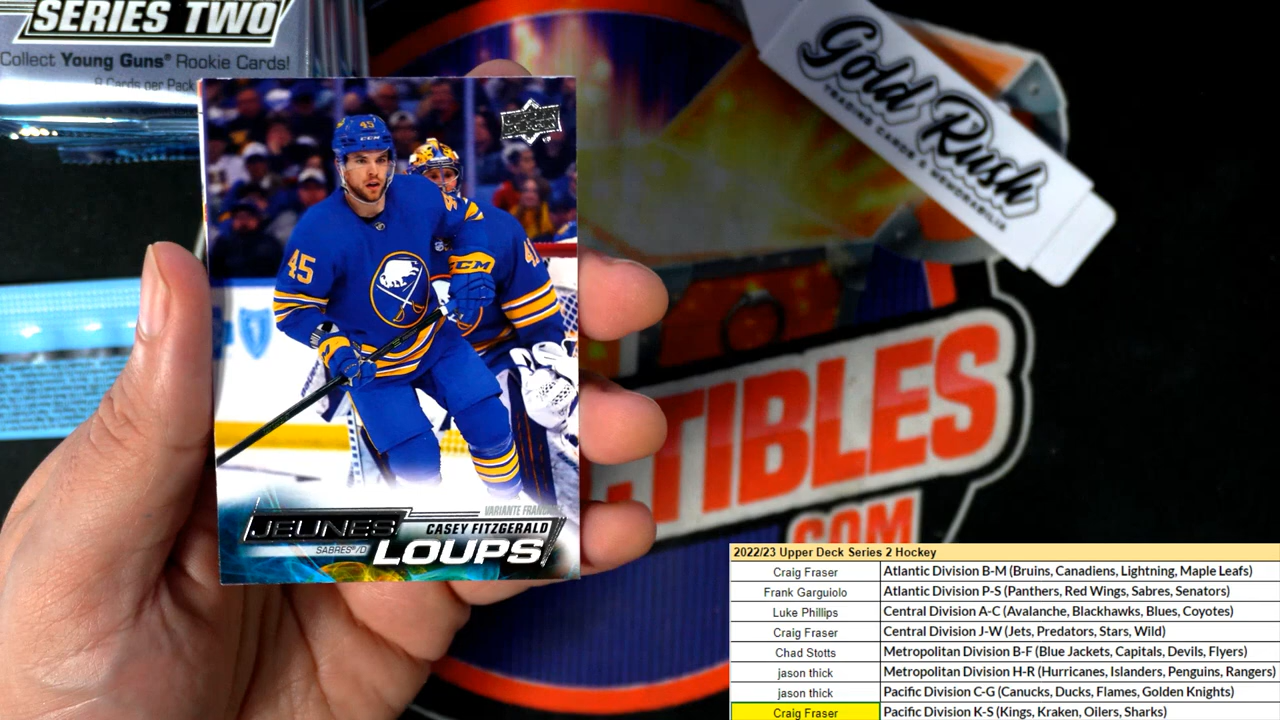 SERIES TWO
Collect Young Guns® Rookie Cards!
8 Cards per Pack
Gold Rush
TRADING CARDS & MEMORABILIA
45
CCM
45
45
CCM
41
VARIANTE FRAN
JEUNES
CASEY FITZGERALD
SABRES®/D
LOUPS
TIBLES
.COM
2022/23 Upper Deck Series 2 Hockey
Craig Fraser Atlantic Division B-M (Bruins, Canadiens, Lightning, Maple Leafs)
Frank Garguiolo Atlantic Division P-S (Panthers, Red Wings, Sabres, Senators)
Luke Phillips Central Division A-C (Avalanche, Blackhawks, Blues, Coyotes)
Craig Fraser Central Division J-W (Jets, Predators, Stars, Wild)
Chad Stotts Metropolitan Division B-F (Blue Jackets, Capitals, Devils, Flyers)
jason thick Metropolitan Division H-R (Hurricanes, Islanders, Penguins, Rangers)
jason thick Pacific Division C-G (Canucks, Ducks, Flames, Golden Knights)
Craig Fraser Pacific Division K-S (Kings, Kraken, Oilers, Sharks)